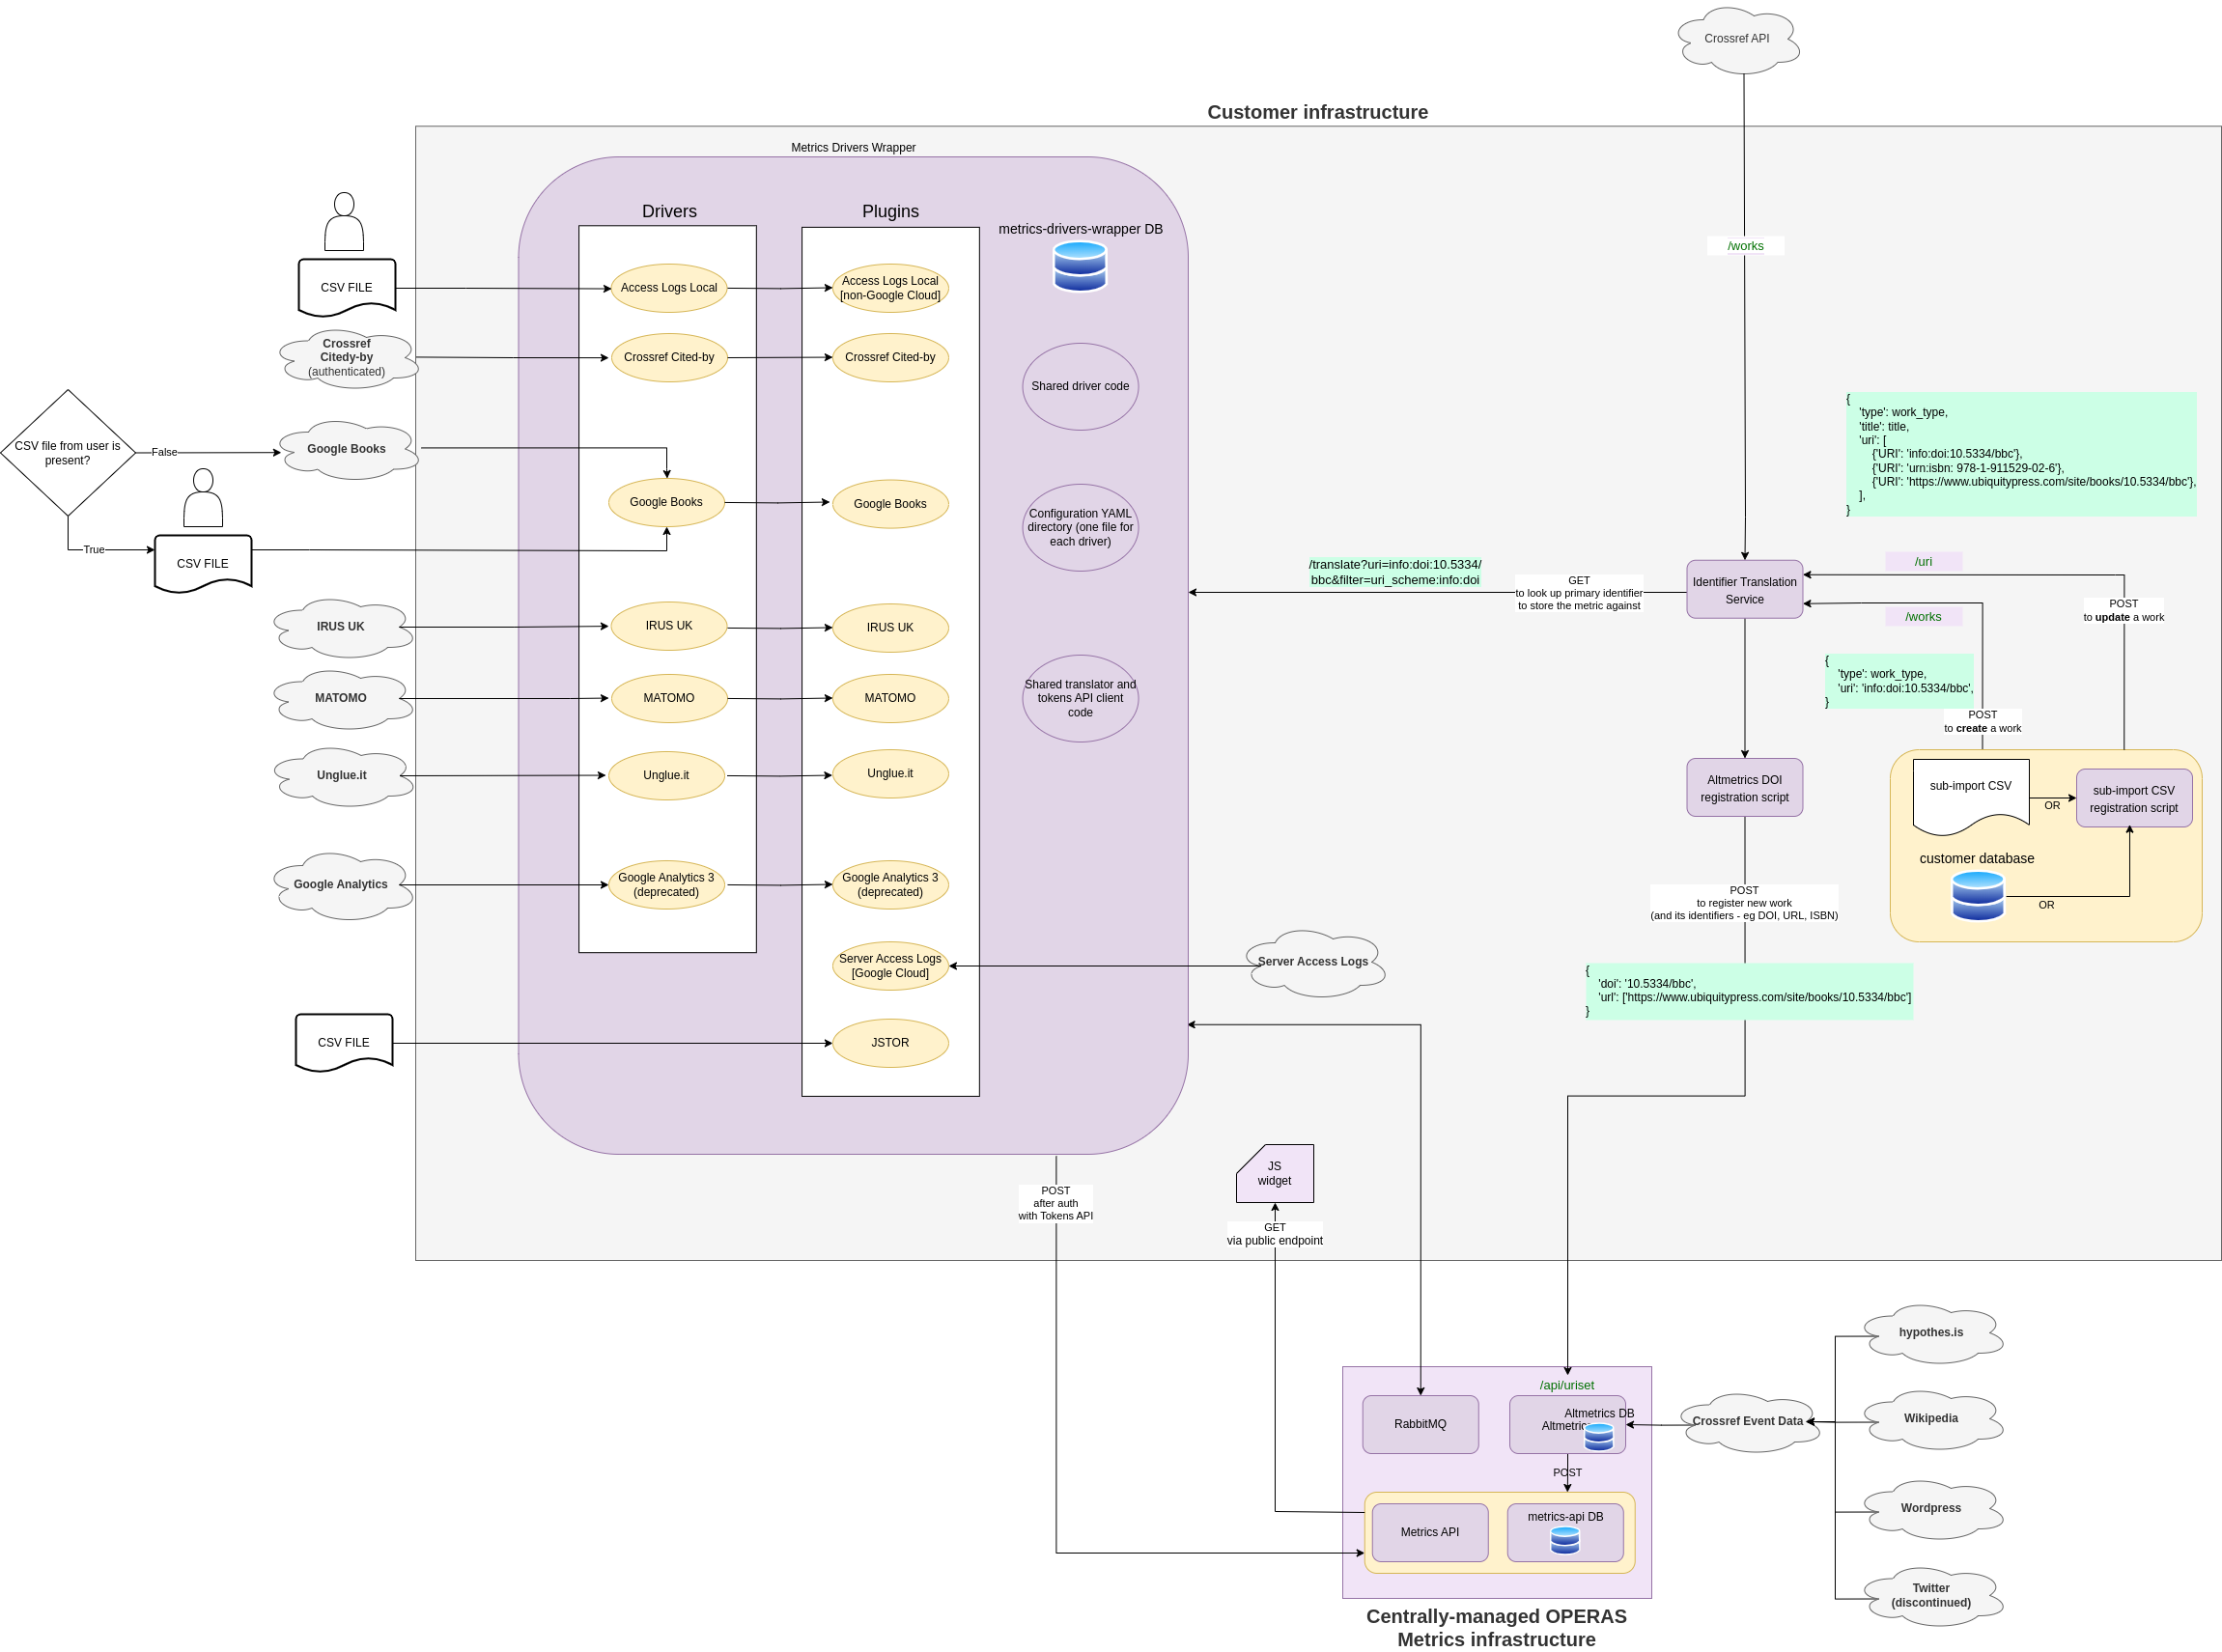 Crossref API
Customer infrastructure
Metrics Drivers Wrapper
Drivers
Plugins
metrics-drivers-wrapper DB
/works
CSV FILE
Access Logs Local
Access Logs Local
[non-Google Cloud]
Crossref
Citedy-by
(authenticated)
Crossref Cited-by
Crossref Cited-by
Shared driver code
{
'type': work_type,
'title': title,
'uri': [
{'URI': 'info:doi:10.5334/bbc'},
{'URI': 'urn:isbn: 978-1-911529-02-6'},
{'URI': 'https://www.ubiquitypress.com/site/books/10.5334/bbc'},
],
}
CSV file from user is
present?
False
Google Books
Google Books
Google Books
Configuration YAML
directory (one file for
each driver)
True
CSV FILE
/translate?uri=info:doi:10.5334/
bbc&filter=uri_scheme:info:doi
GET
to look up primary identifier
to store the metric against
Identifier Translation
Service
/uri
/works
POST
to update a work
IRUS UK
IRUS UK
IRUS UK
{
'type': work_type,
'uri': 'info:doi:10.5334/bbc',
}
POST
to create a work
MATOMO
MATOMO
MATOMO
Shared translator and
tokens API client
code
Unglue.it
Unglue.it
Unglue.it
Altmetrics DOI
registration script
sub-import CSV
OR
sub-import CSV
registration script
customer database
OR
Google Analytics
Google Analytics 3
(deprecated)
Google Analytics 3
(deprecated)
POST
to register new work
(and its identifiers - eg DOI, URL, ISBN)
Server Access Logs
[Google Cloud]
Server Access Logs
{
'doi': '10.5334/bbc',
'url': ['https://www.ubiquitypress.com/site/books/10.5334/bbc']
}
CSV FILE
JSTOR
JS
widget
POST
after auth
with Tokens API
GET
via public endpoint
/api/uriset
RabbitMQ
Altmetrics DB
Crossref Event Data
hypothes.is
Wikipedia
Wordpress
Twitter
(discontinued)
POST
Metrics API
metrics-api DB
Centrally-managed OPERAS
Metrics infrastructure